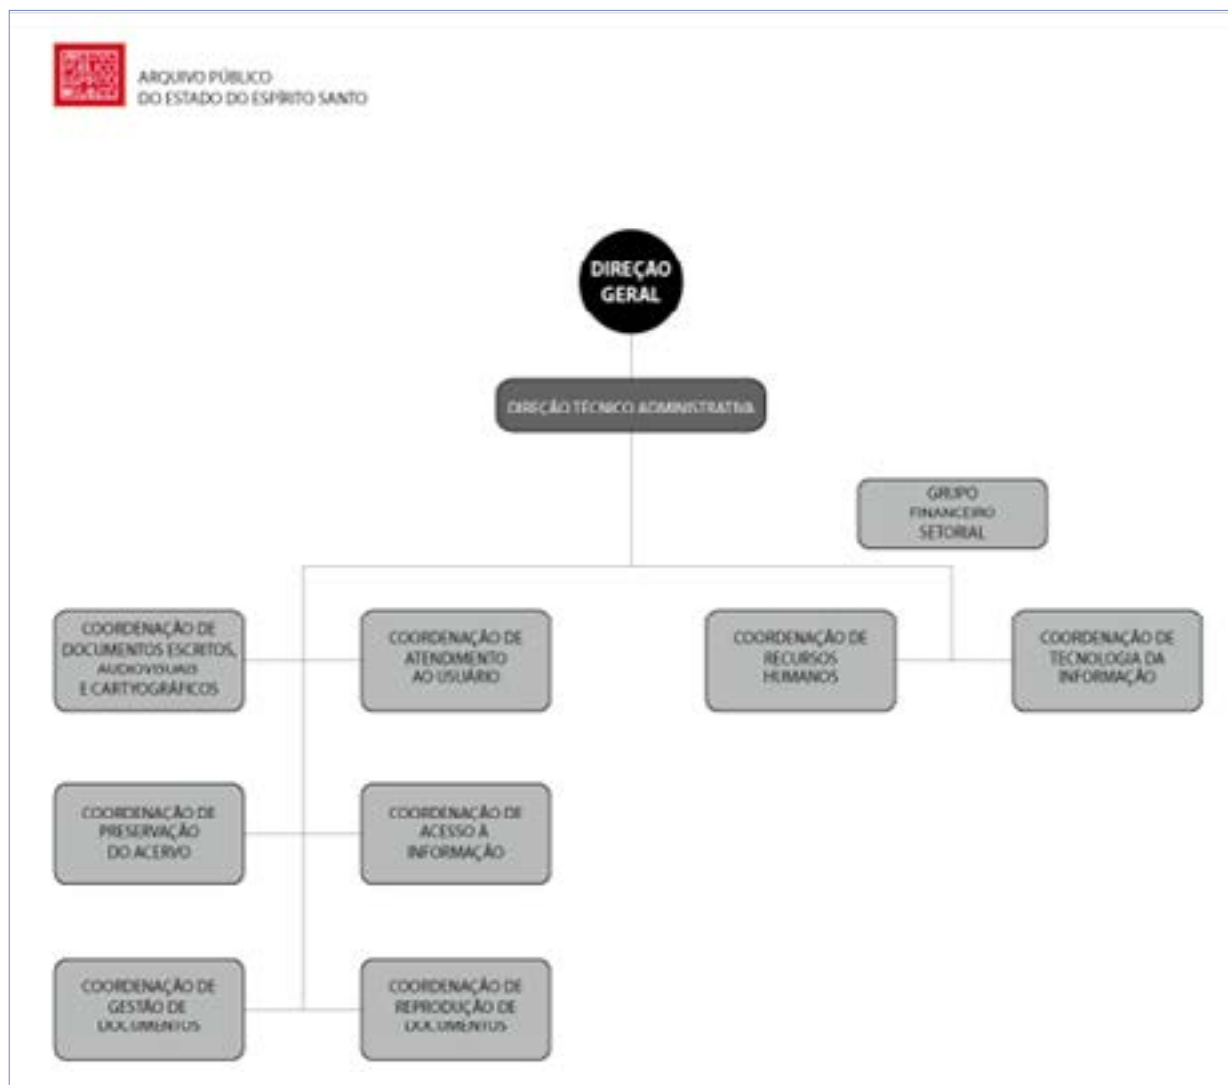 ARQUIVO PÚBLICO
DO ESTADO DO ESPÍRITO SANTO
DIREÇÃO
GERAL
DIREÇÃO TÉCNICO ADMINISTRATIVA
GRUPO
FINANCEIRO
SETORIAL
COORDENAÇÃO DE
DOCUMENTOS ESCRITOS,
AUDIOVISUAIS
E CARTYOGRÁFICOS
COORDENAÇÃO DE
ATENDIMENTO
AO USUÁRIO
COORDENAÇÃO DE
RECURSOS
HUMANOS
COORDENAÇÃO DE
TECNOLOGIA DA
INFORMAÇÃO
COORDENAÇÃO DE
PRESERVAÇÃO
DO ACERVO
COORDENAÇÃO DE
ACESSO À
INFORMAÇÃO
COORDENAÇÃO DE
GESTÃO DE
DOCUMENTOS
COORDENAÇÃO DE
REPRODUÇÃO DE
DOCUMENTOS